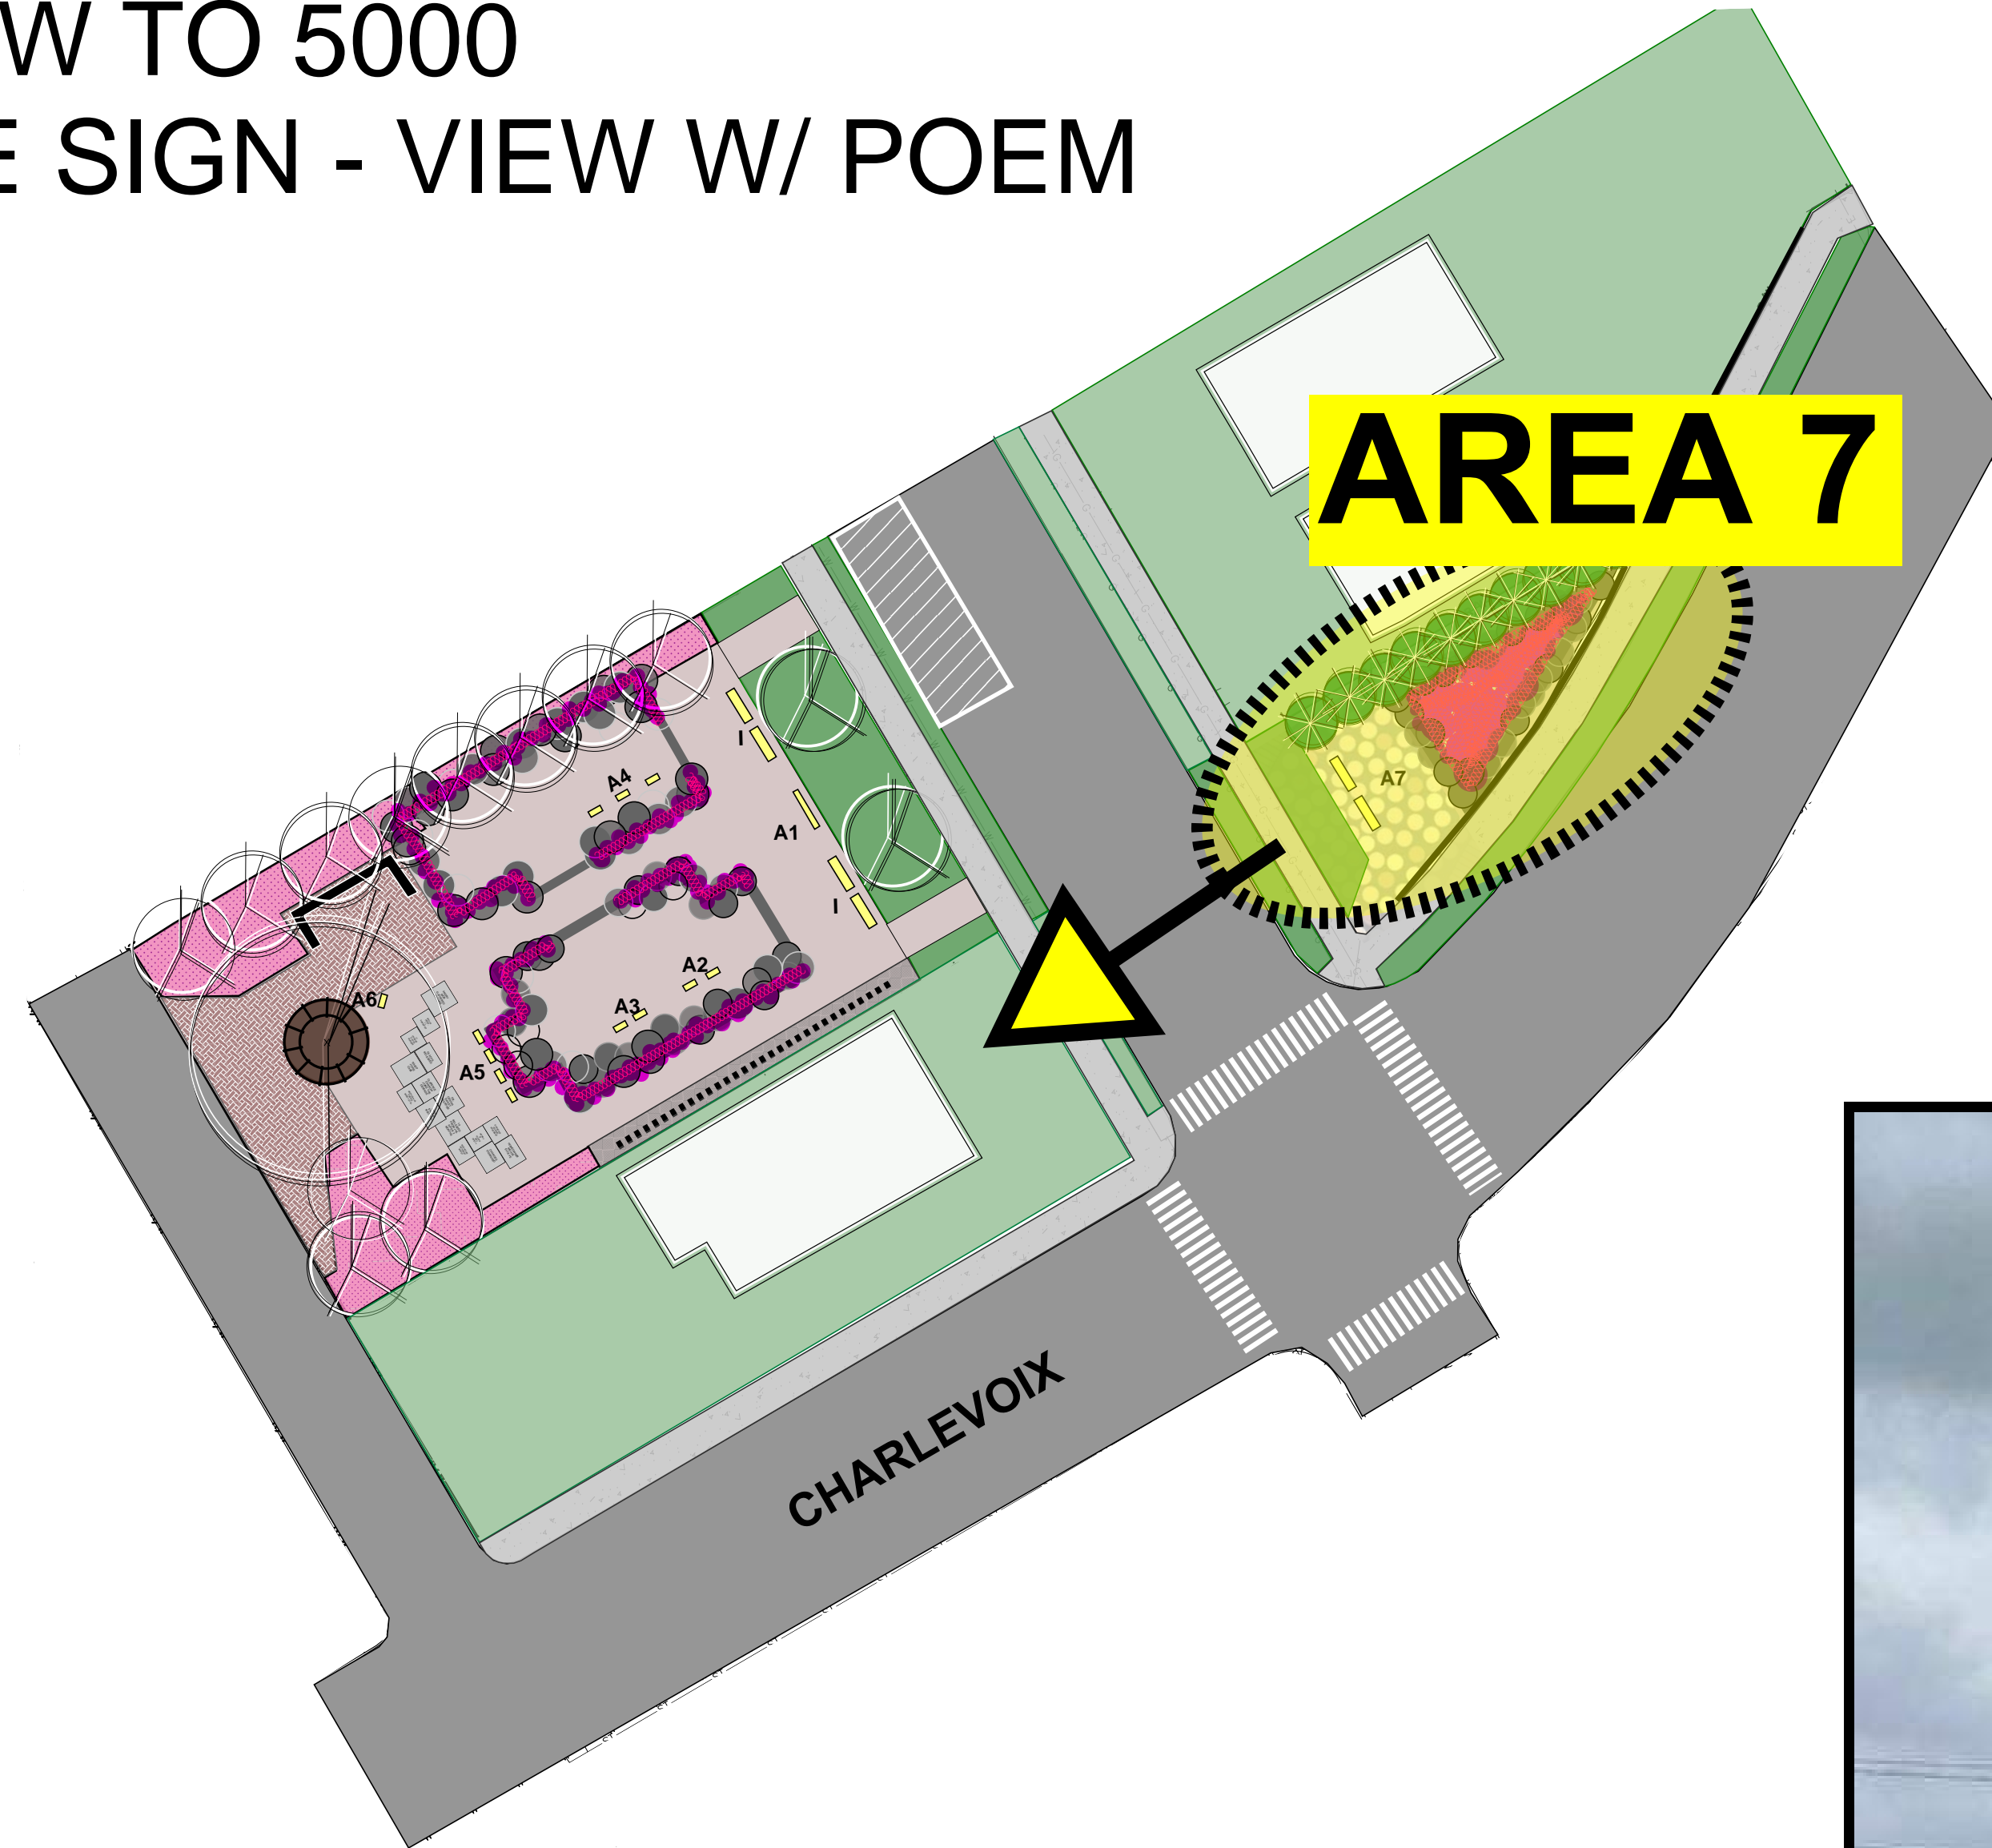 W TO 5000
E SIGN - VIEW W/ POEM
AREA 7
A7
A4
I
A1
I
A2
A6
A3
A5
CHARLEVOIX